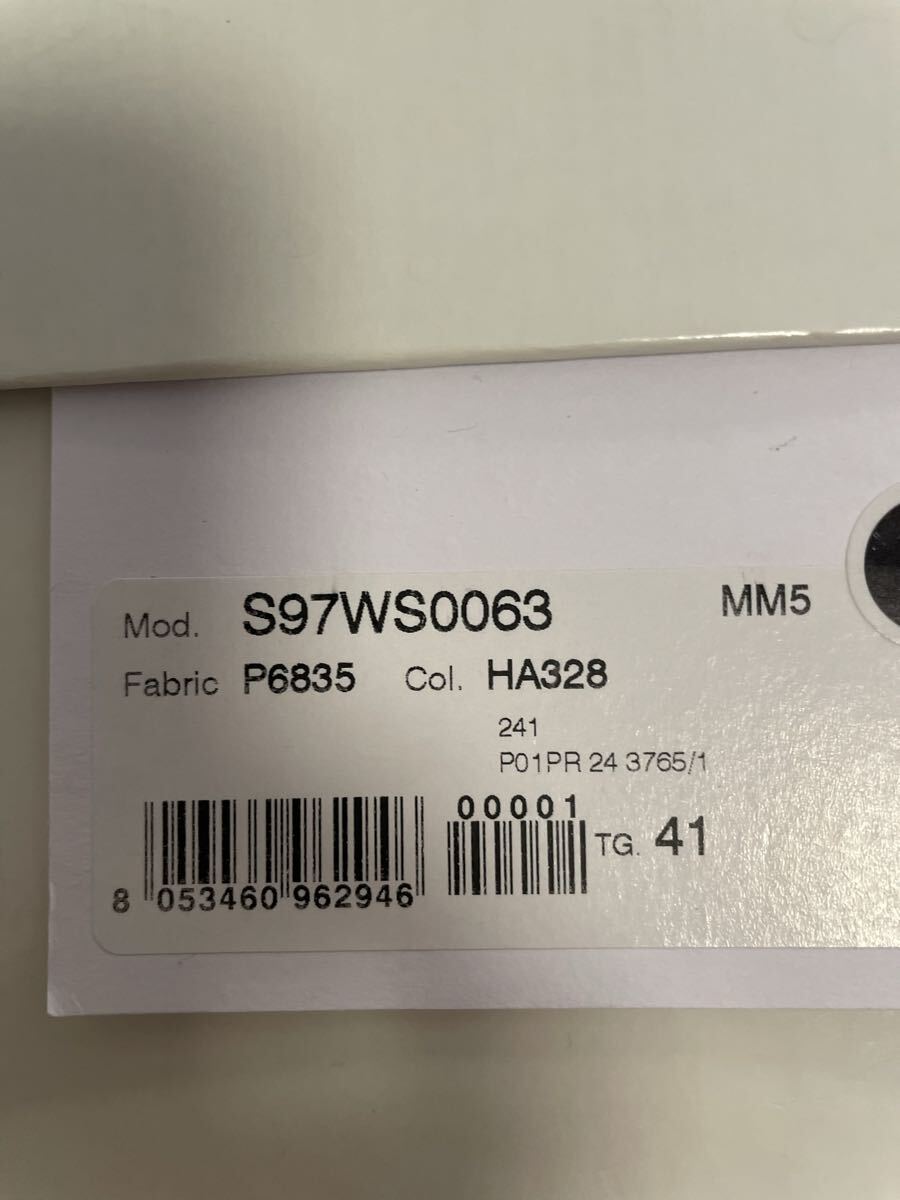 Mod. S97WS0063 MM5
Fabric P6835 Col. HA328
241
P01PR 24 3765/1
00001
TG. 41
8 053460 962946